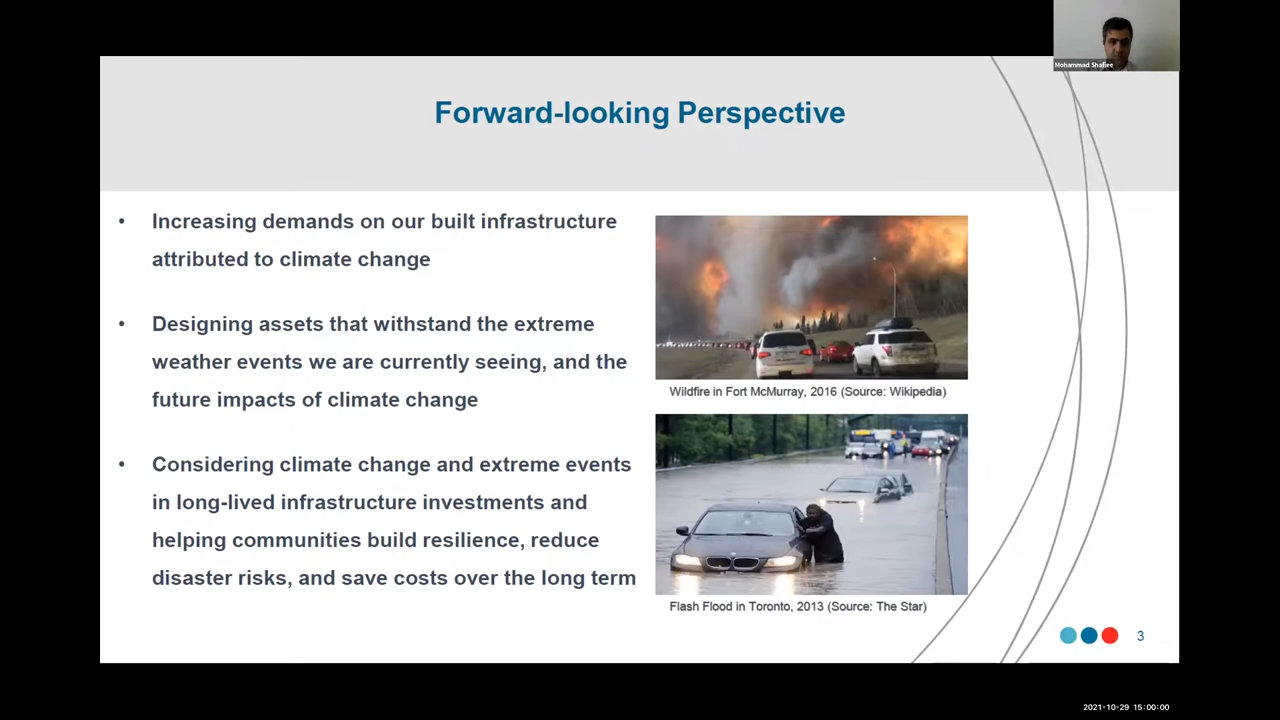 Mohammad Shafiee
Forward-looking Perspective
• Increasing demands on our built infrastructure
attributed to climate change
• Designing assets that withstand the extreme
weather events we are currently seeing, and the
future impacts of climate change
• Considering climate change and extreme events
in long-lived infrastructure investments and
helping communities build resilience, reduce
disaster risks, and save costs over the long term
Wildfire in Fort McMurray, 2016 (Source: Wikipedia)
Flash Flood in Toronto, 2013 (Source: The Star)
3
2021-10-29 15:00:00